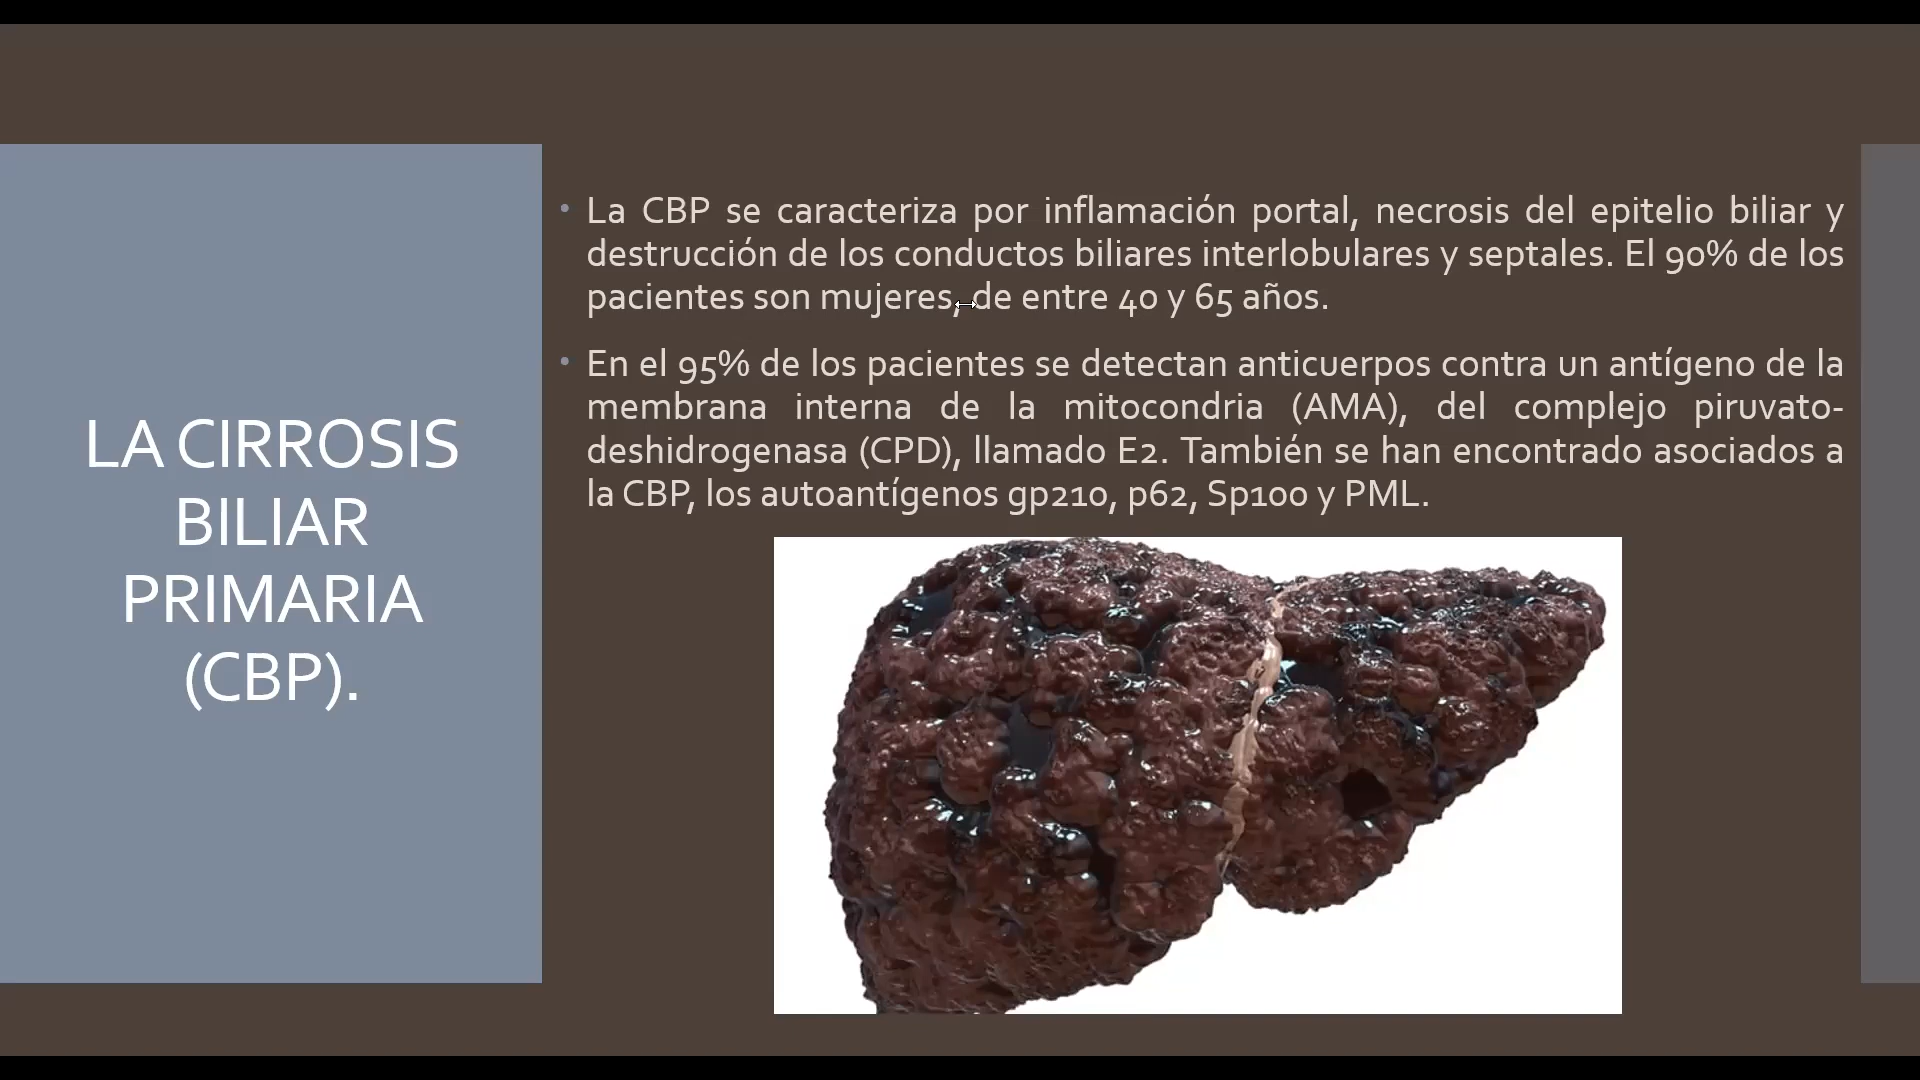 LA CIRROSIS
BILIAR
PRIMARIA
(CBP).
• La CBP se caracteriza por inflamación portal, necrosis del epitelio biliar y
destrucción de los conductos biliares interlobulares y septales. El 90% de los
pacientes son mujeres, de entre 40 y 65 años.
• En el 95% de los pacientes se detectan anticuerpos contra un antígeno de la
membrana interna de la mitocondria (AMA), del complejo piruvato-
deshidrogenasa (CPD), llamado E2. También se han encontrado asociados a
la CBP, los autoantígenos gp210, p62, Sp100 y PML.